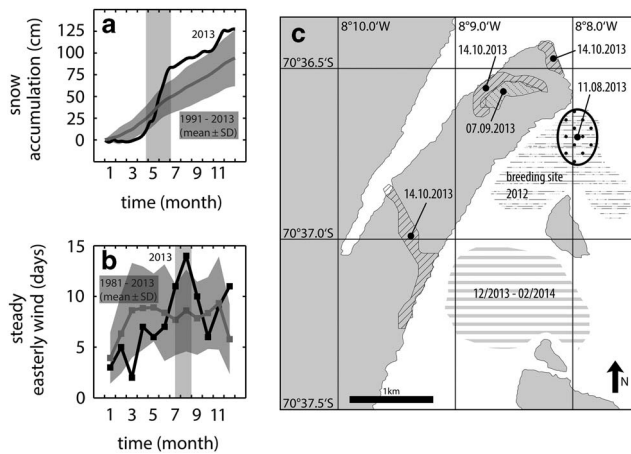 a
2013
125
100
75
50
25
0
snow
accumulation (cm)
1991 - 2013
(mean ± SD)
1 3 5 7 9 11
time (month)
b
2013
15
10
5
0
steady
easterly wind (days)
1981 - 2013
(mean ± SD)
1 3 5 7 9 11
time (month)
c
8°10.0'W 8°9.0'W 8°8.0'W
14.10.2013 14.10.2013
70°36.5'S
11.08.2013
07.09.2013
breeding site
2012
14.10.2013
70°37.0'S
12/2013 - 02/2014
N
1km
70°37.5'S